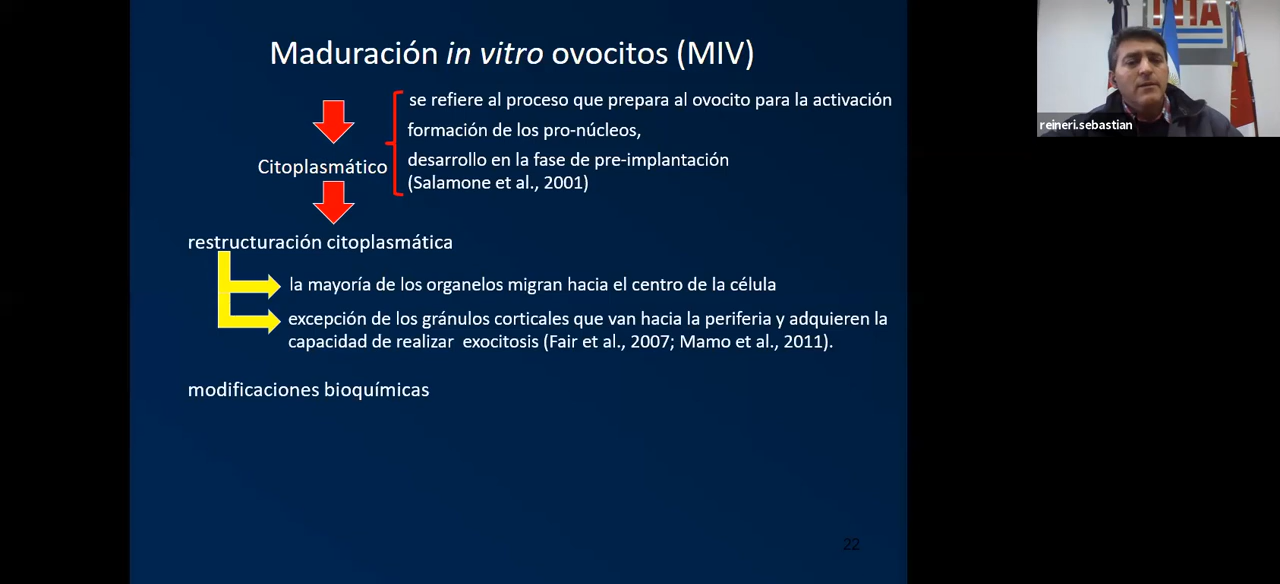 Maduración in vitro ovocitos (MIV)
se refiere al proceso que prepara al ovocito para la activación
formación de los pro-núcleos,
desarrollo en la fase de pre-implantación
(Salamone et al., 2001)
Citoplasmático
restructuración citoplasmática
la mayoría de los organelos migran hacia el centro de la célula
excepción de los gránulos corticales que van hacia la periferia y adquieren la
capacidad de realizar exocitosis (Fair et al., 2007; Mamo et al., 2011).
modificaciones bioquímicas
22
INTA
reineri.sebastian